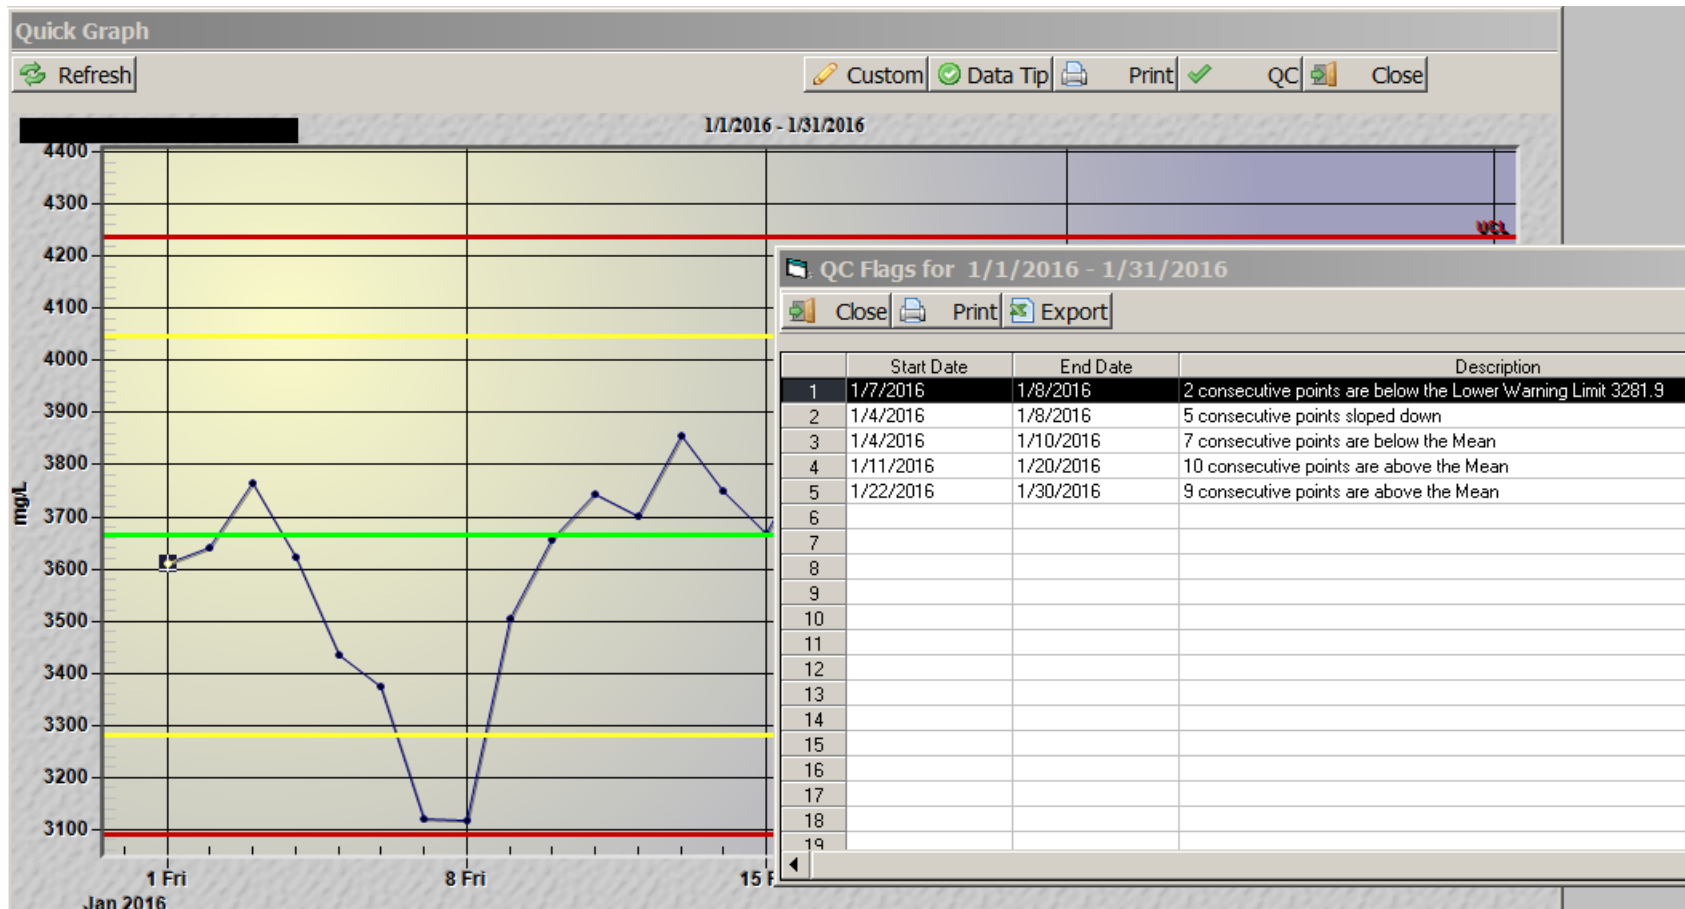 Quick Graph
Refresh Custom Data Tip Print QC Close
1/1/2016 - 1/31/2016
4400
4300
UCL
4200
4100
4000
3900
3800
3700
mg/L
3600
3500
3400
3300
3200
3100
1 Fri 8 Fri 15 F
Jan 2016
QC Flags for 1/1/2016 - 1/31/2016
Close Print Export
Start Date End Date Description
1 1/7/2016 1/8/2016 2 consecutive points are below the Lower Warning Limit 3281.9
2 1/4/2016 1/8/2016 5 consecutive points sloped down
3 1/4/2016 1/10/2016 7 consecutive points are below the Mean
4 1/11/2016 1/20/2016 10 consecutive points are above the Mean
5 1/22/2016 1/30/2016 9 consecutive points are above the Mean
6
7
8
9
10
11
12
13
14
15
16
17
18
19